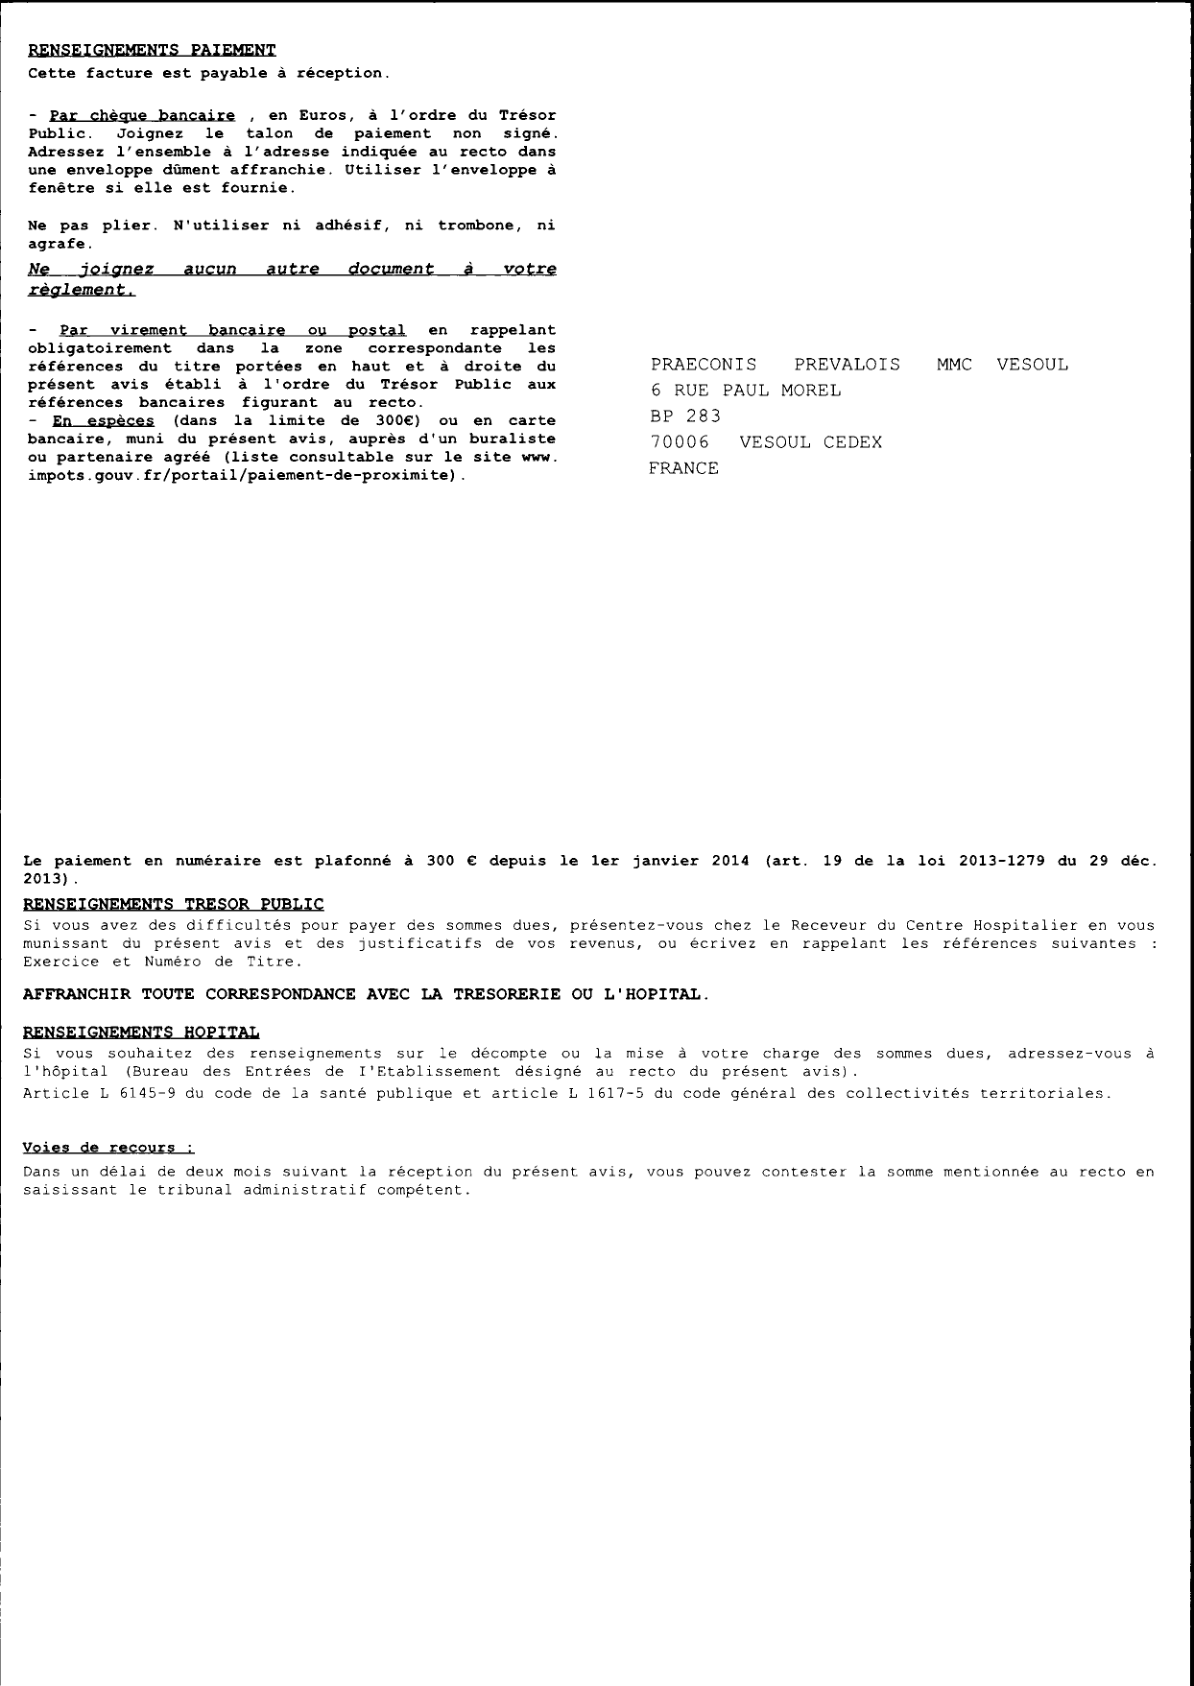 RENSEIGNEMENTS PAIEMENT
Cette facture est payable à réception.
- Par chèque bancaire , en Euros, à l'ordre du Trésor
Public. Joignez le talon de paiement non signé.
Adressez l'ensemble à l'adresse indiquée au recto dans
une enveloppe dûment affranchie. Utiliser l'enveloppe à
fenêtre si elle est fournie.
Ne pas plier. N'utiliser ni adhésif, ni trombone, ni
agrafe.
Ne joignez aucun autre document à votre
règlement.
- Par virement bancaire ou postal en rappelant
obligatoirement dans la zone correspondante les
références du titre portées en haut et à droite du
présent avis établi à l'ordre du Trésor Public aux
références bancaires figurant au recto.
- En espèces (dans la limite de 300€) ou en carte
bancaire, muni du présent avis, auprès d'un buraliste
ou partenaire agréé (liste consultable sur le site www.
impots.gouv.fr/portail/paiement-de-proximite).
PRAECONIS PREVALOIS MMC VESOUL
6 RUE PAUL MOREL
BP 283
70006 VESOUL CEDEX
FRANCE
Le paiement en numéraire est plafonné à 300 € depuis le 1er janvier 2014 (art. 19 de la loi 2013-1279 du 29 déc.
2013).
RENSEIGNEMENTS TRESOR PUBLIC
Si vous avez des difficultés pour payer des sommes dues, présentez-vous chez le Receveur du Centre Hospitalier en vous
munissant du présent avis et des justificatifs de vos revenus, ou écrivez en rappelant les références suivantes :
Exercice et Numéro de Titre.
AFFRANCHIR TOUTE CORRESPONDANCE AVEC LA TRESORERIE OU L'HOPITAL.
RENSEIGNEMENTS HOPITAL
Si vous souhaitez des renseignements sur le décompte ou la mise à votre charge des sommes dues, adressez-vous à
l'hôpital (Bureau des Entrées de I'Etablissement désigné au recto du présent avis).
Article L 6145-9 du code de la santé publique et article L 1617-5 du code général des collectivités territoriales.
Voies de recours :
Dans un délai de deux mois suivant la réception du présent avis, vous pouvez contester la somme mentionnée au recto en
saisissant le tribunal administratif compétent.